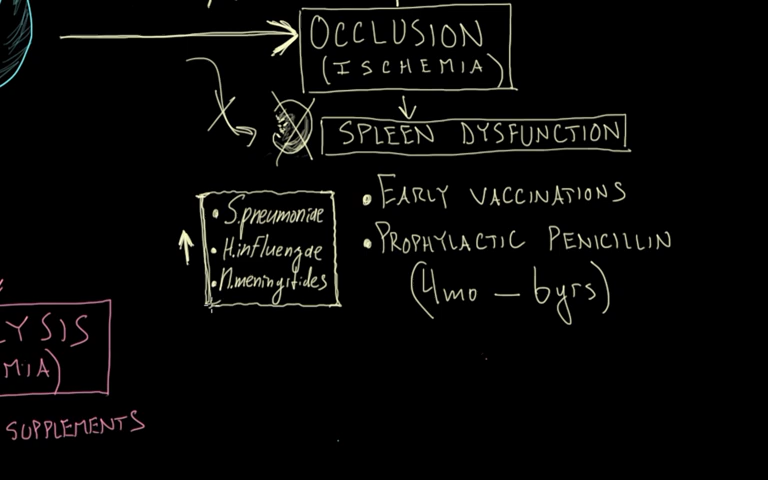 OCCLUSION
(ISCHEMIA)
SPLEEN DYSFUNCTION
• EARLY VACCINATIONS
• PROPHYLACTIC PENICILLIN
(4mo – 6yrs)
• S.pneumoniae
• H.influenzae
• N.meningitides
LYSIS
MIA)
SUPPLEMENTS